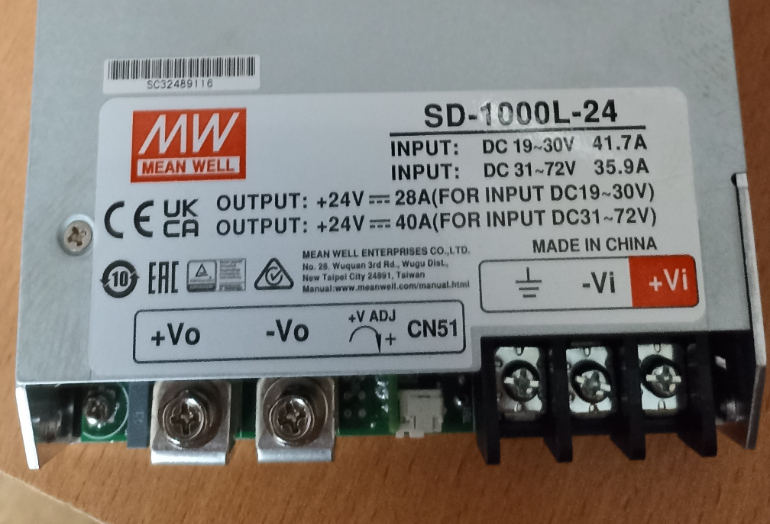 SC32489116
MW
MEAN WELL
SD-1000L-24
INPUT: DC 19~30V 41.7A
INPUT: DC 31~72V 35.9A
OUTPUT: +24V ⎓ 28A(FOR INPUT DC19~30V)
OUTPUT: +24V ⎓ 40A(FOR INPUT DC31~72V)
CE UK CA
MADE IN CHINA
10 EAC
MEAN WELL ENTERPRISES CO.,LTD.
No. 28, Wuquan 3rd Rd., Wugu Dist.,
New Taipei City 24891, Taiwan
Manual:www.meanwell.com/manual.html
-Vi +Vi
+Vo -Vo +V ADJ + CN51